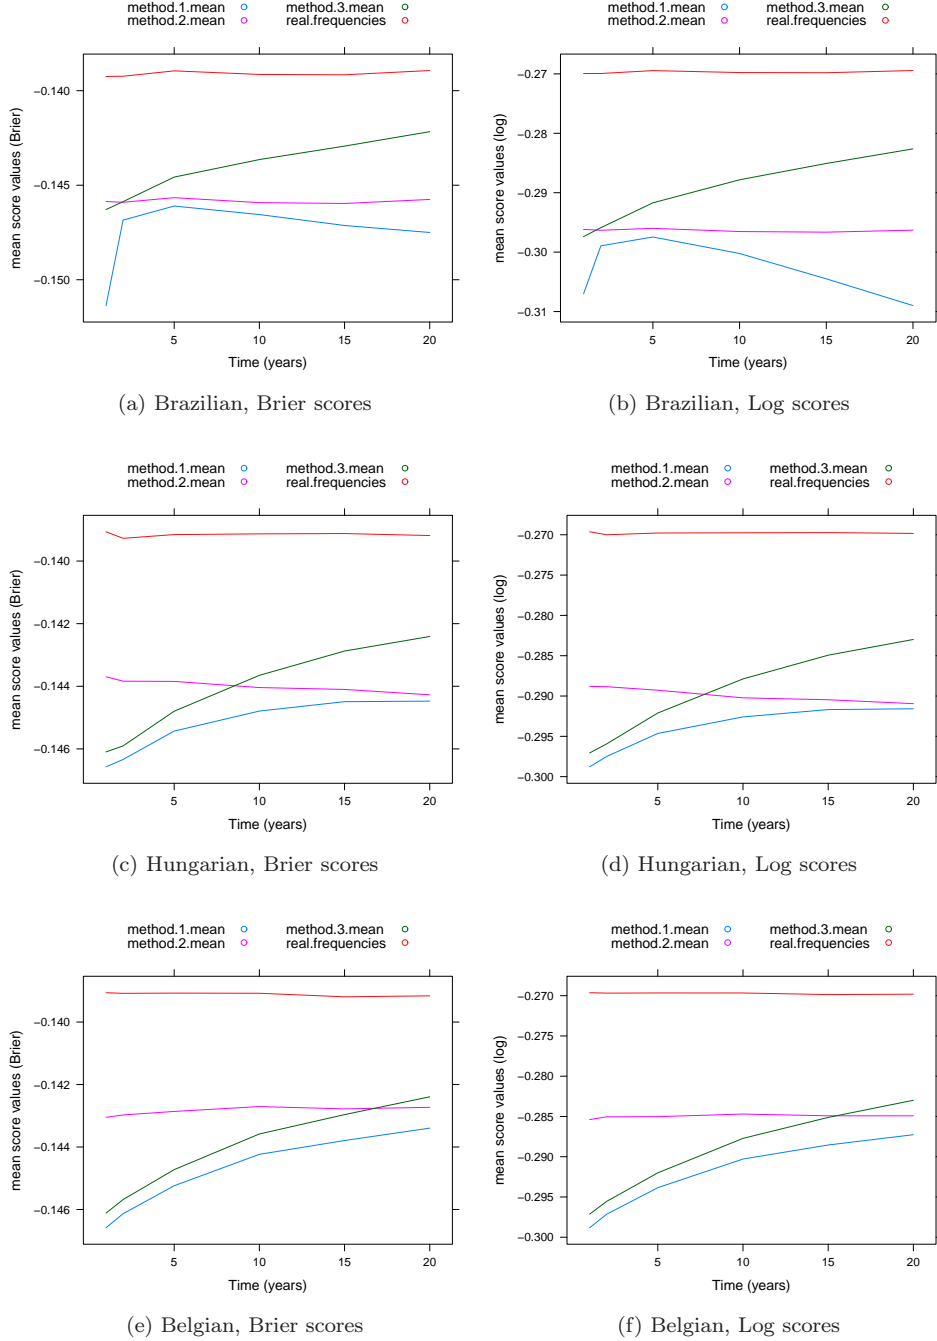 method.1.mean method.3.mean
method.2.mean real.frequencies
mean score values (Brier)
−0.140
−0.145
−0.150
5 10 15 20
Time (years)
(a) Brazilian, Brier scores
method.1.mean method.3.mean
method.2.mean real.frequencies
mean score values (log)
−0.27
−0.28
−0.29
−0.30
−0.31
5 10 15 20
Time (years)
(b) Brazilian, Log scores
method.1.mean method.3.mean
method.2.mean real.frequencies
mean score values (Brier)
−0.140
−0.142
−0.144
−0.146
5 10 15 20
Time (years)
(c) Hungarian, Brier scores
method.1.mean method.3.mean
method.2.mean real.frequencies
mean score values (log)
−0.270
−0.275
−0.280
−0.285
−0.290
−0.295
−0.300
5 10 15 20
Time (years)
(d) Hungarian, Log scores
method.1.mean method.3.mean
method.2.mean real.frequencies
mean score values (Brier)
−0.140
−0.142
−0.144
−0.146
5 10 15 20
Time (years)
(e) Belgian, Brier scores
method.1.mean method.3.mean
method.2.mean real.frequencies
mean score values (log)
−0.270
−0.275
−0.280
−0.285
−0.290
−0.295
−0.300
5 10 15 20
Time (years)
(f) Belgian, Log scores